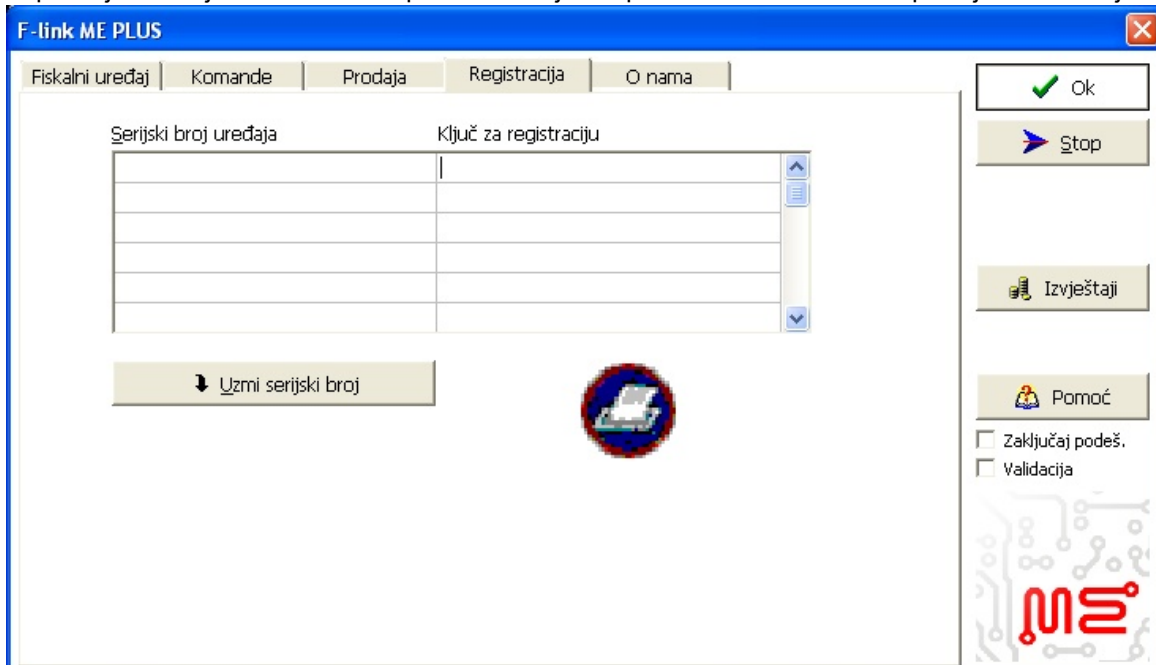 F-link ME PLUS
Fiskalni uređaj
Komande
Prodaja
Registracija
O nama
Ok
Stop
Serijski broj uređaja
Ključ za registraciju
Izvještaji
Uzmi serijski broj
Pomoć
Zaključaj podeš.
Validacija
ME